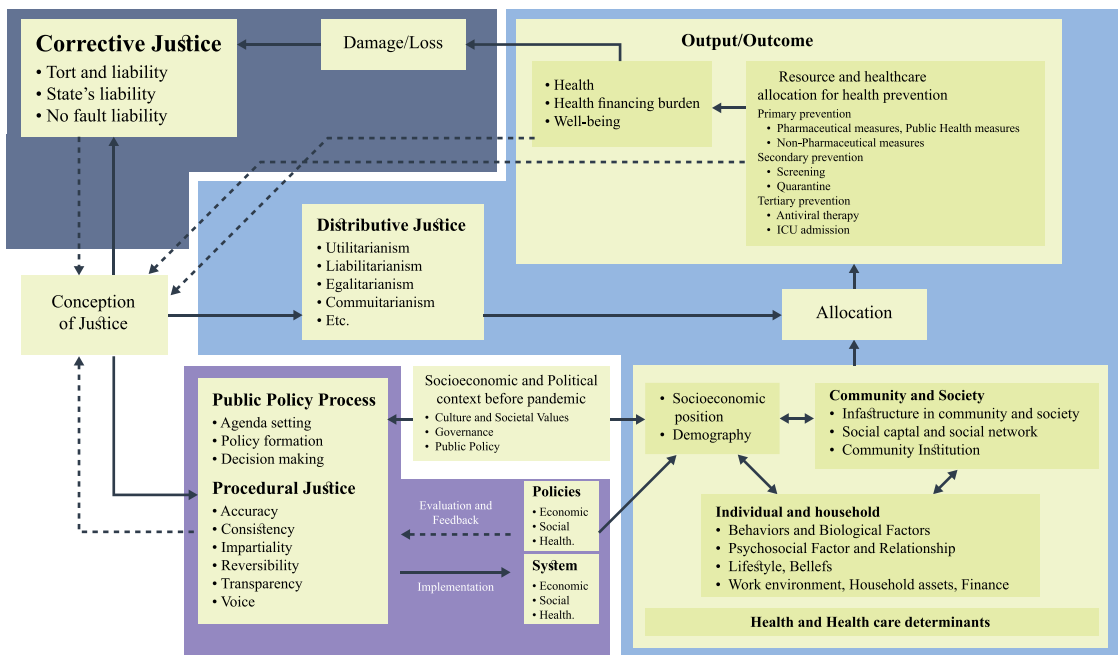 Corrective Justice
• Tort and liability
• State's liability
• No fault liability
Damage/Loss
Output/Outcome
• Health
• Health financing burden
• Well-being
Resource and healthcare
allocation for health prevention
Primary prevention
• Pharmaceutical measures, Public Health measures
• Non-Pharmaceutical measures
Secondary prevention
• Screening
• Quarantine
Tertiary prevention
• Antiviral therapy
• ICU admission
Distributive Justice
• Utilitarianism
• Liabilitarianism
• Egalitarianism
• Commuitarianism
• Etc.
Conception
of Justice
Allocation
Public Policy Process
• Agenda setting
• Policy formation
• Decision making
Procedural Justice
• Accuracy
• Consistency
• Impartiality
• Reversibility
• Transparency
• Voice
Socioeconomic and Political
context before pandemic
• Culture and Societal Values
• Governance
• Public Policy
Evaluation and
Feedback
Implementation
Policies
• Economic
• Social
• Health.
System
• Economic
• Social
• Health.
• Socioeconomic
position
• Demography
Community and Society
• Infastructure in community and society
• Social captal and social network
• Community Institution
Individual and household
• Behaviors and Biological Factors
• Psychosocial Factor and Relationship
• Lifestyle, Bellefs
• Work environment, Household assets, Finance
Health and Health care determinants